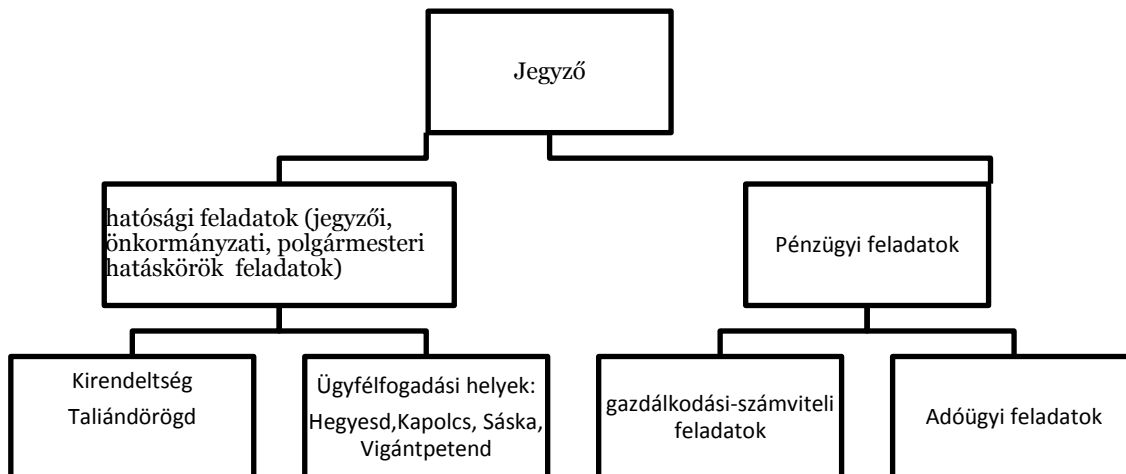 Jegyző
hatósági feladatok (jegyzői,
önkormányzati, polgármesteri
hatáskörök feladatok)
Pénzügyi feladatok
Kirendeltség
Taliándörögd
Ügyfélfogadási helyek:
Hegyesd,Kapolcs, Sáska,
Vigántpetend
gazdálkodási-számviteli
feladatok
Adóügyi feladatok